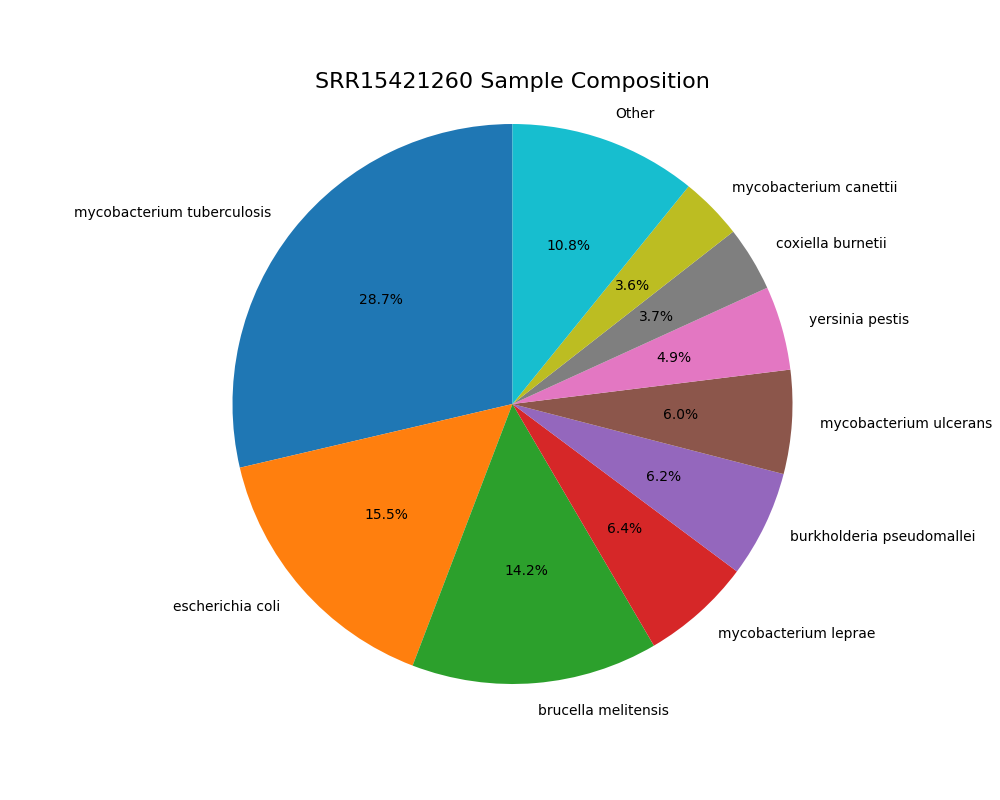 SRR15421260 Sample Composition
Other
mycobacterium canettii
mycobacterium tuberculosis
coxiella burnetii
10.8%
3.6%
28.7%
3.7%
yersinia pestis
4.9%
6.0%
mycobacterium ulcerans
6.2%
15.5%
6.4%
burkholderia pseudomallei
14.2%
escherichia coli
mycobacterium leprae
brucella melitensis